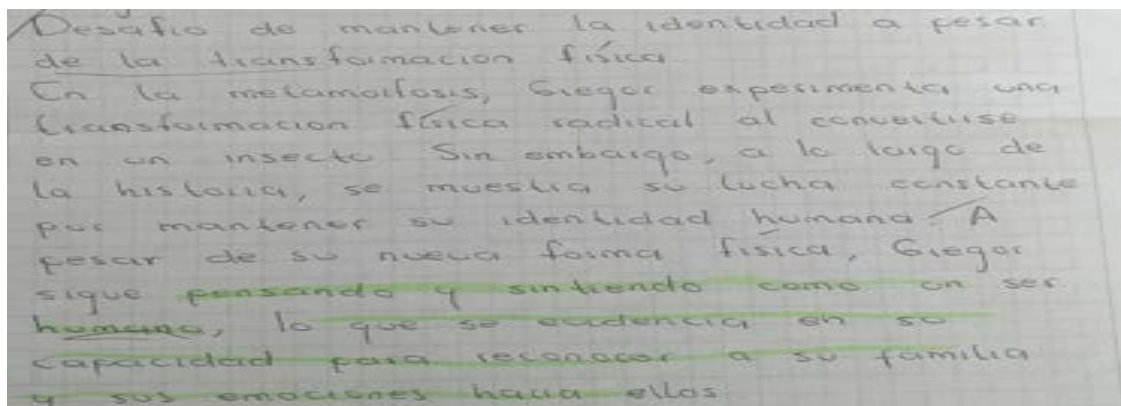 Desafio de mantener la identidad a pesar
de la transformacion física
En la metamorfosis, Gregor experimenta una
transformacion física radical al convertirse
en un insecto Sin embargo, a lo largo de
la historia, se muestra su lucha constante
por mantener su identidad humana A
pesar de su nueva forma física, Gregor
sigue pensando y sintiendo como un ser
humano, lo que se evidencia en su
capacidad para reconocer a su familia
y sus emociones hacia ellos